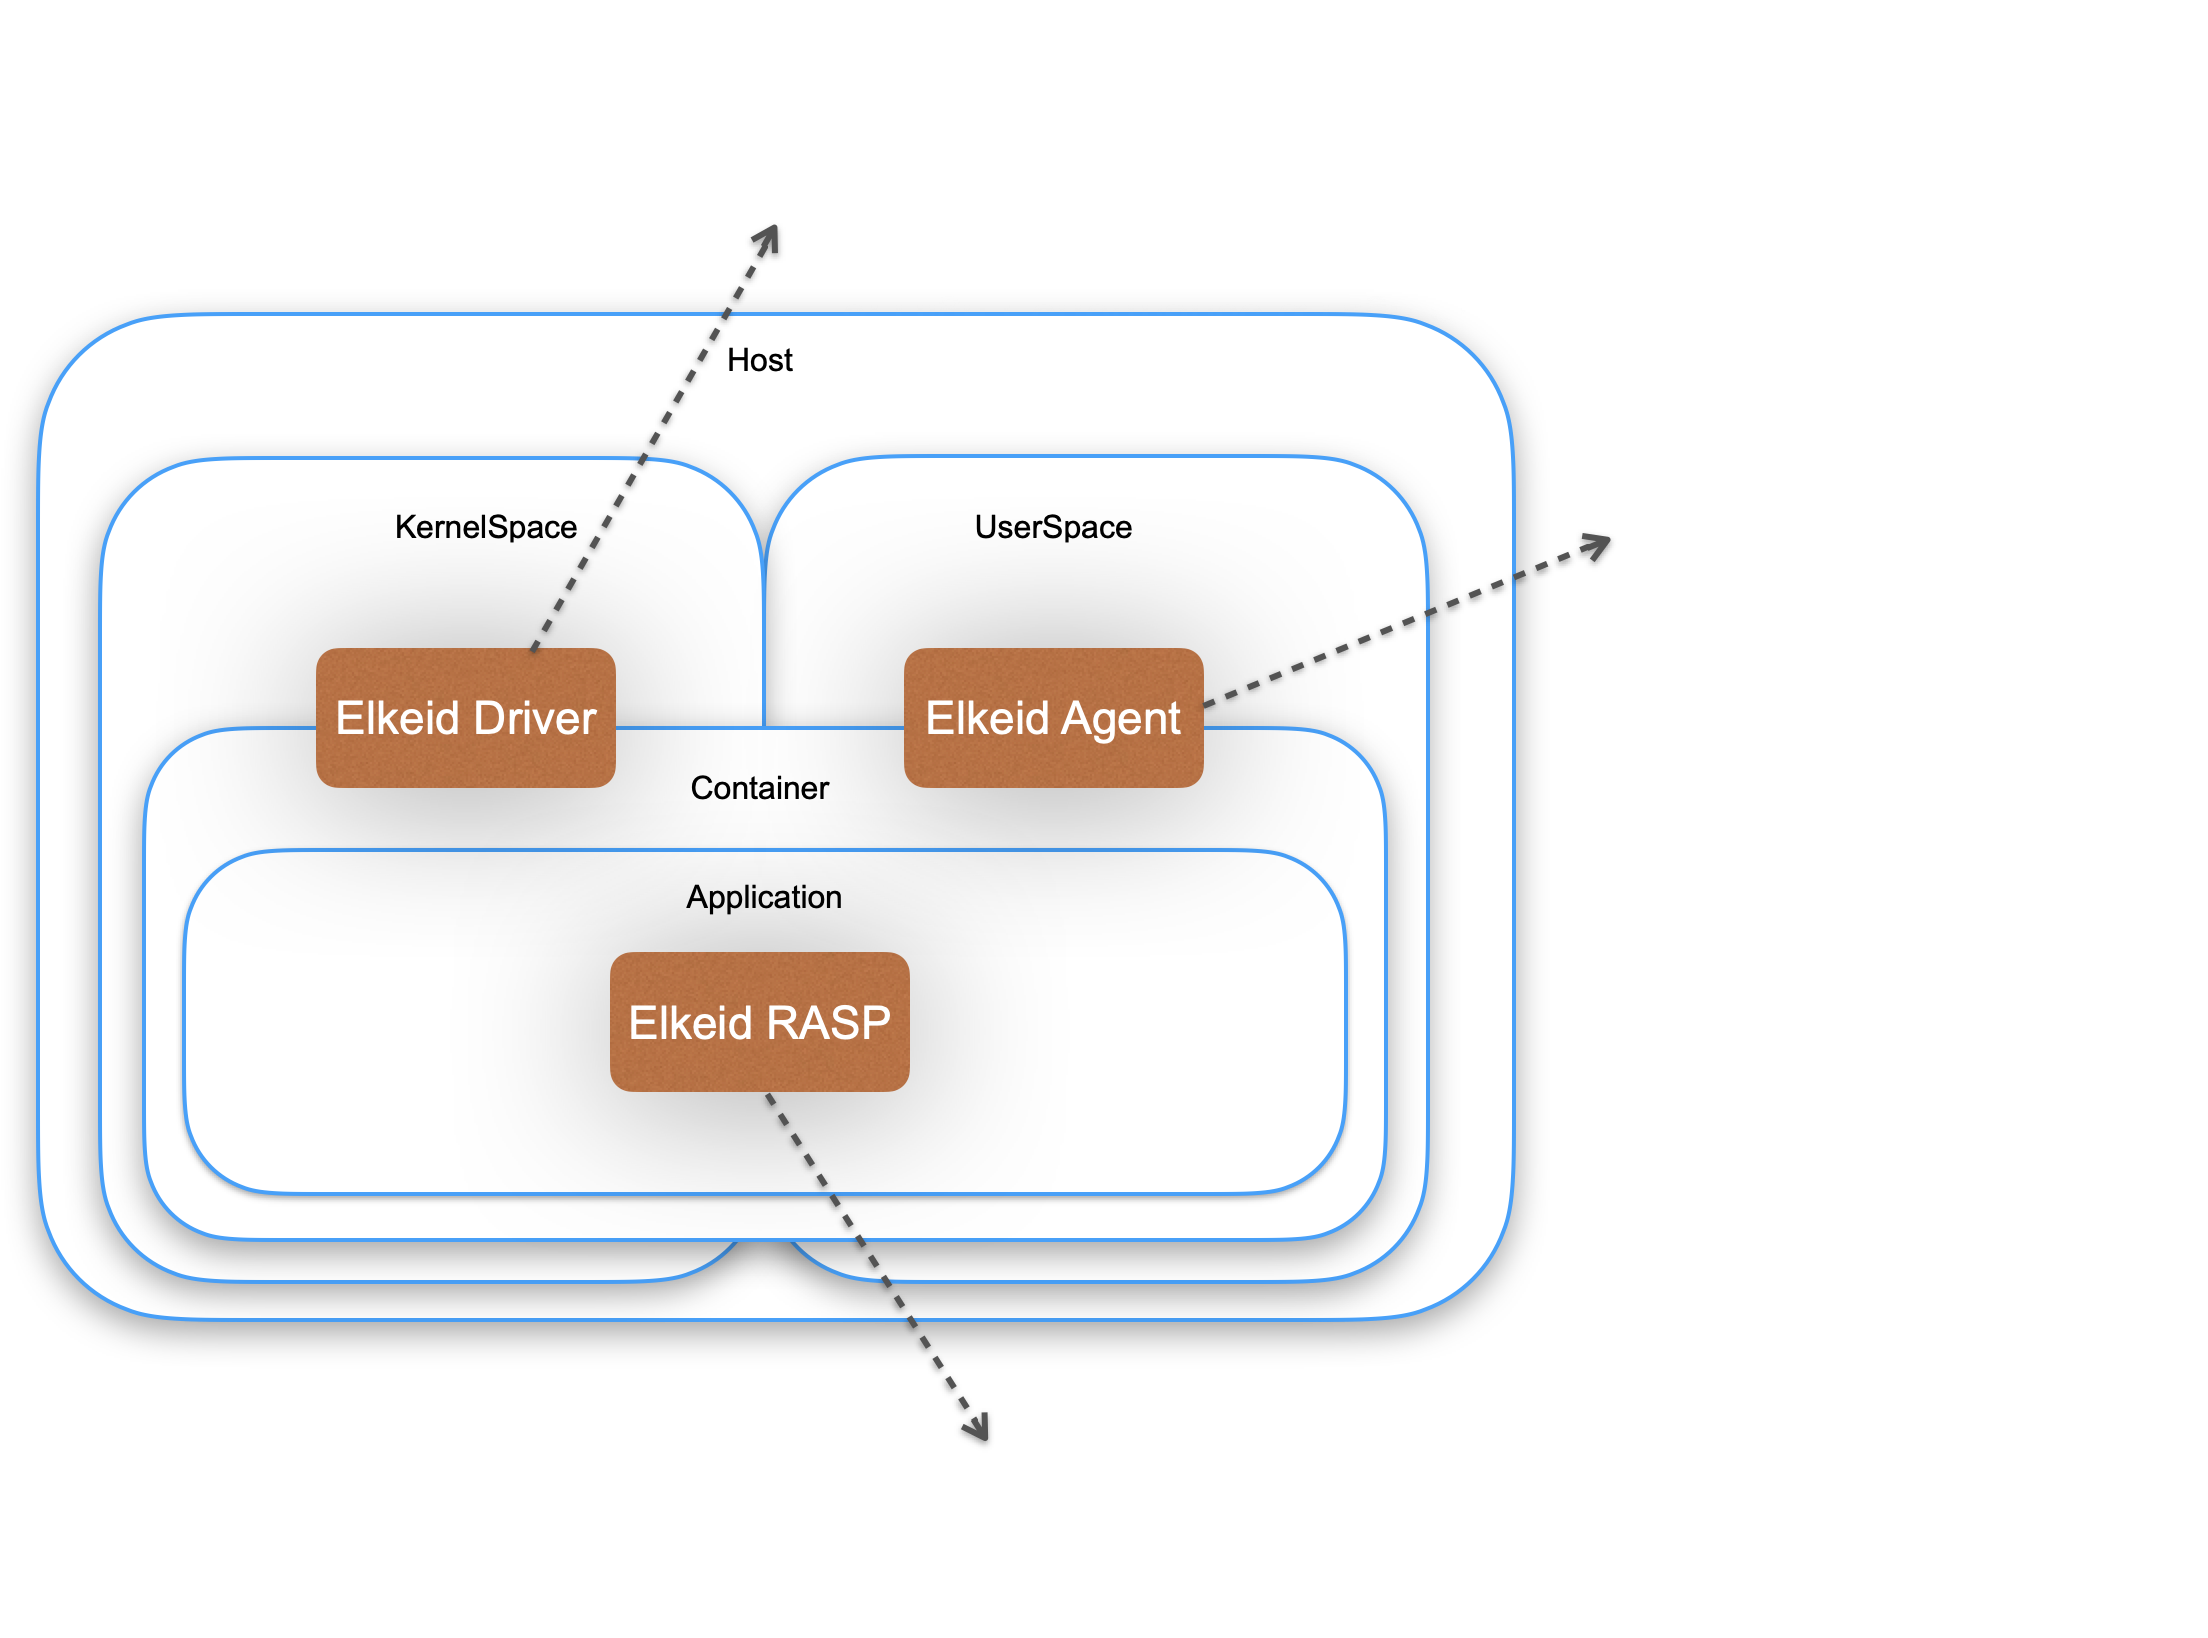 Host
KernelSpace
UserSpace
Elkeid Driver
Elkeid Agent
Container
Application
Elkeid RASP